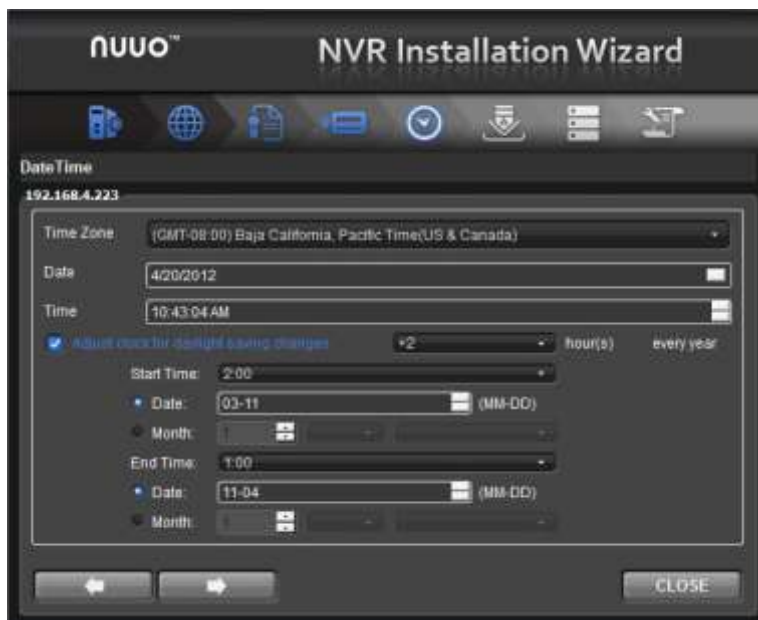 nuuo™
NVR Installation Wizard
DateTime
192.168.4.223
Time Zone (GMT-08:00) Baja California, Pacific Time(US & Canada)
Date 4/20/2012
Time 10:43:04 AM
Adjust clock for daylight saving changes +2 hour(s) every year
Start Time: 2:00
Date: 03-11 (MM-DD)
Month: 1
End Time: 1:00
Date: 11-04 (MM-DD)
Month:
CLOSE